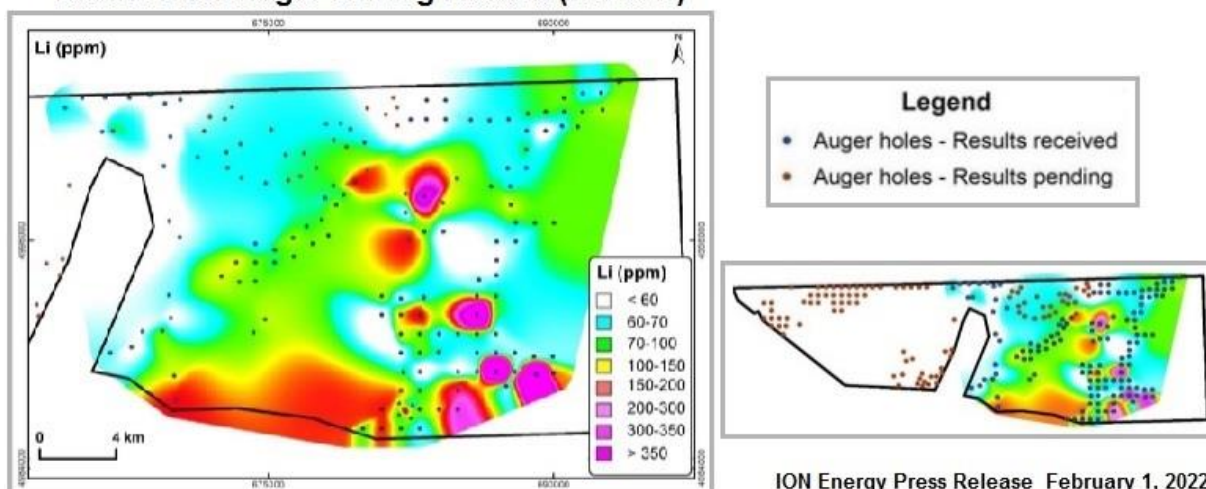 Li (ppm)
N
675000 690000
Li (ppm)
< 60
60-70
70-100
100-150
150-200
200-300
300-350
> 350
0 4 km
675000 690000
Legend
Auger holes - Results received
Auger holes - Results pending
ION Energy Press Release February 1, 2022